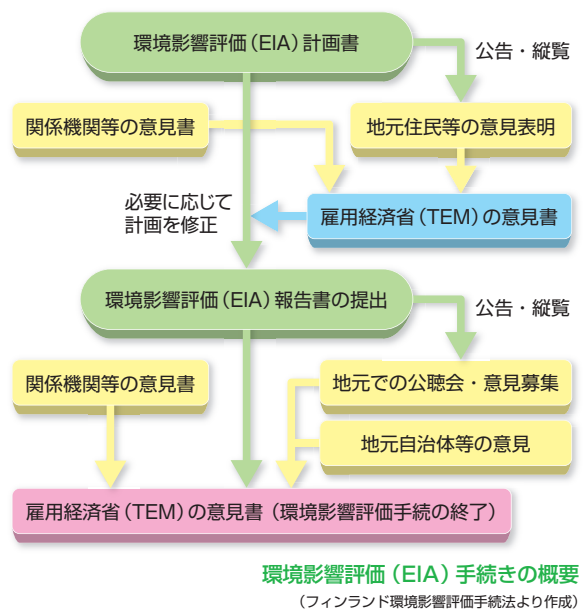 環境影響評価(EIA)計画書
公告・縦覧
関係機関等の意見書
地元住民等の意見表明
必要に応じて
計画を修正
雇用経済省(TEM)の意見書
環境影響評価(EIA)報告書の提出
公告・縦覧
関係機関等の意見書
地元での公聴会・意見募集
地元自治体等の意見
雇用経済省(TEM)の意見書(環境影響評価手続の終了)
環境影響評価(EIA)手続きの概要
(フィンランド環境影響評価手続法より作成)